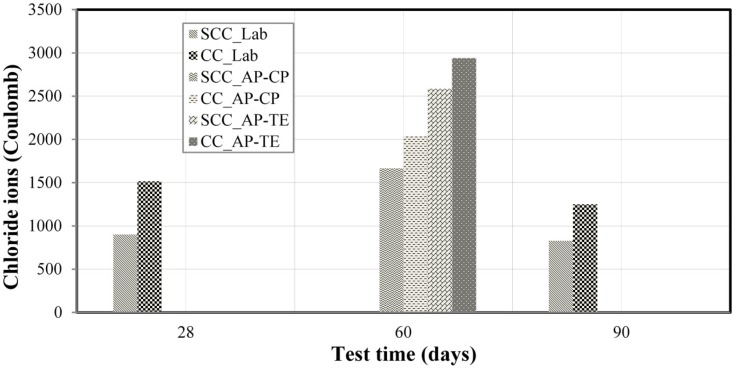 3500
3000
2500
2000
1500
1000
500
0
Chloride ions (Coulomb)
SCC_Lab
CC_Lab
SCC_AP-CP
CC_AP-CP
SCC_AP-TE
CC_AP-TE
28 60 90
Test time (days)